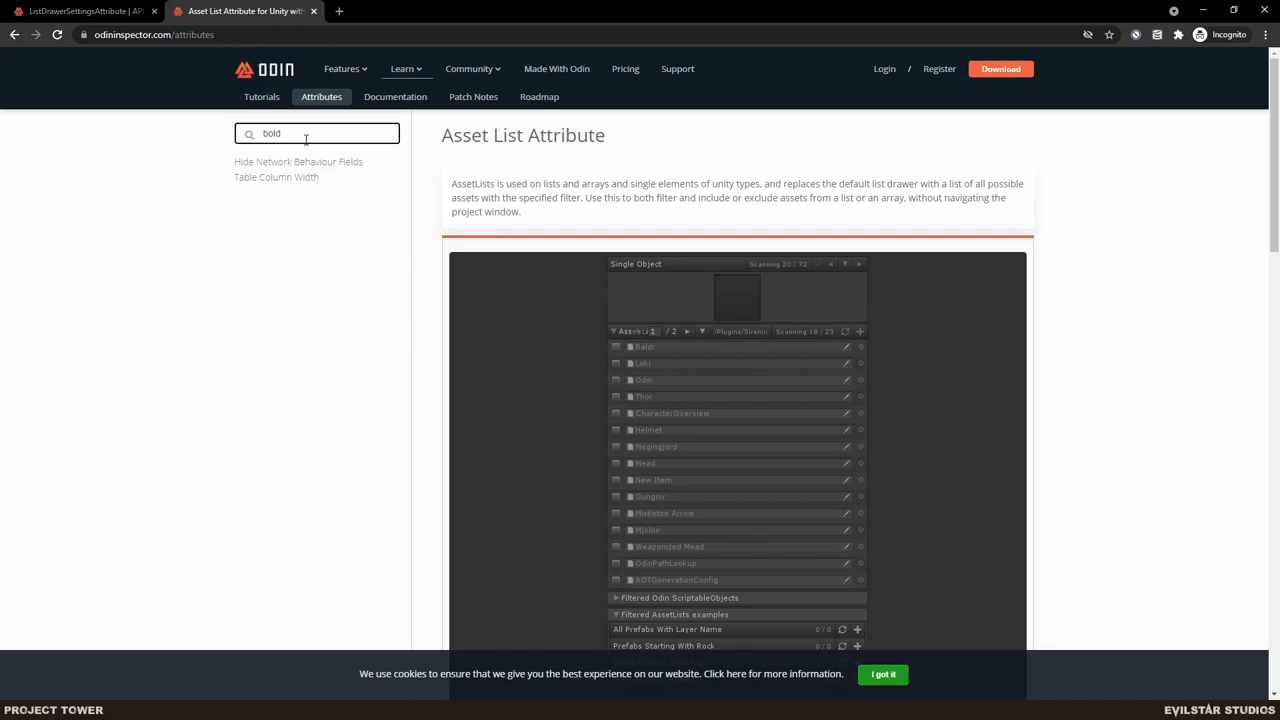 ListDrawerSettingsAttribute | AP
Asset List Attribute for Unity with
odininspector.com/attributes
Incognito
ODIN
Features
Learn
Community
Made With Odin
Pricing
Support
Login / Register
Download
Tutorials
Attributes
Documentation
Patch Notes
Roadmap
bold
Hide Network Behaviour Fields
Table Column Width
Asset List Attribute
AssetLists is used on lists and arrays and single elements of unity types, and replaces the default list drawer with a list of all possible
assets with the specified filter. Use this to both filter and include or exclude assets from a list or an array, without navigating the
project window.
Single Object
Scanning 20 / 72
1 / 2
/Plugins/Sirenic
Scanning 18 / 23
Baldr
Loki
Odin
Thor
CharacterOverview
Helmet
Megingjord
Mead
New Item
Gungnir
Mistletoe Arrow
Mjolnir
Weaponized Mead
OdinPathLookup
AOTGenerationConfig
Filtered Odin ScriptableObjects
Filtered AssetLists examples
All Prefabs With Layer Name
0 / 0
Prefabs Starting With Rock
0 / 0
We use cookies to ensure that we give you the best experience on our website. Click here for more information.
I got it
PROJECT TOWER
EVILSTAR STUDIOS